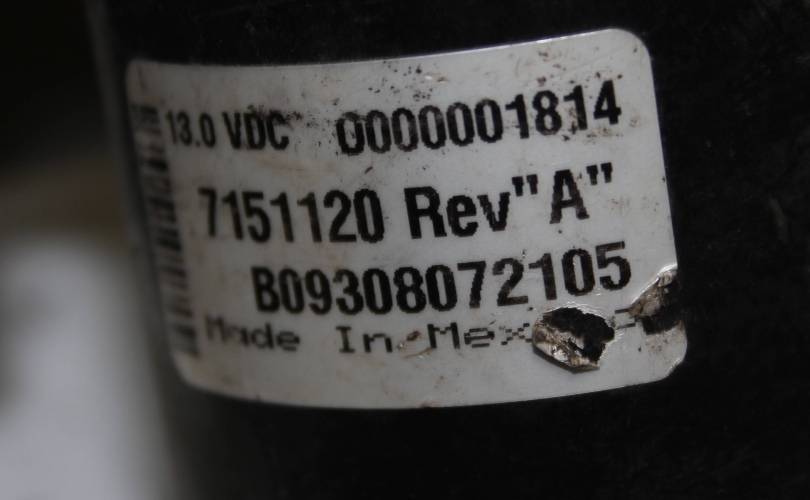 13.0 VDC 0000001814
7151120 Rev"A"
B09308072105
Made In Mex